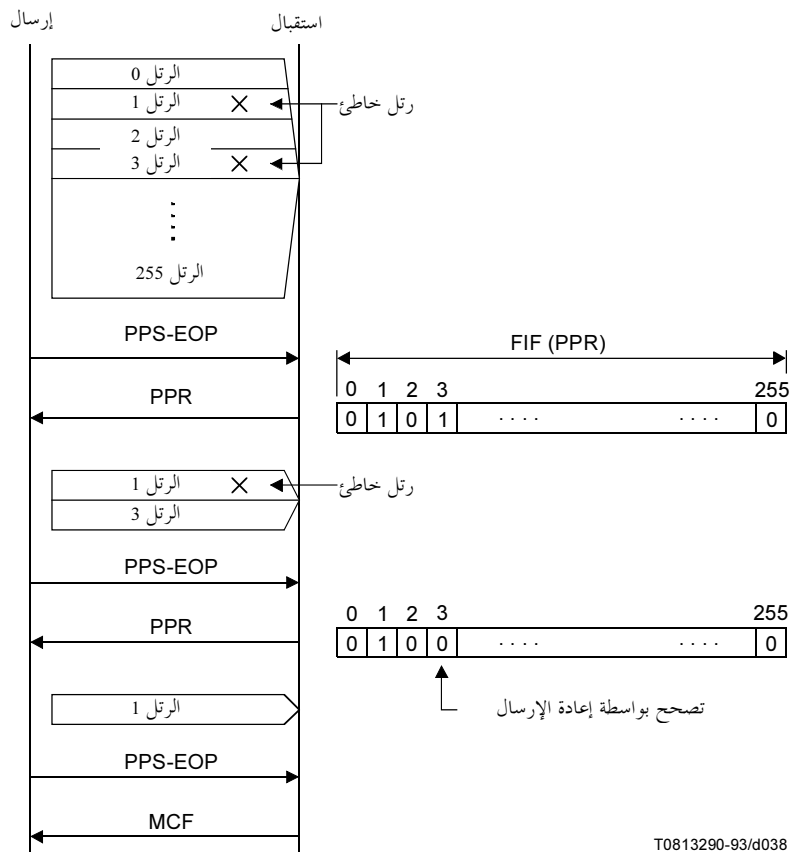 إرسال
استقبال
الرتل 0
الرتل 1
رتل خاطئ
الرتل 2
الرتل 3
الرتل 255
PPS-EOP
FIF (PPR)
PPR
0 1 2 3 255
0 1 0 1 .... .... 0
الرتل 1
رتل خاطئ
الرتل 3
PPS-EOP
PPR
0 1 2 3 255
0 1 0 0 .... .... 0
الرتل 1
تصحح بواسطة إعادة الإرسال
PPS-EOP
MCF
T0813290-93/d038